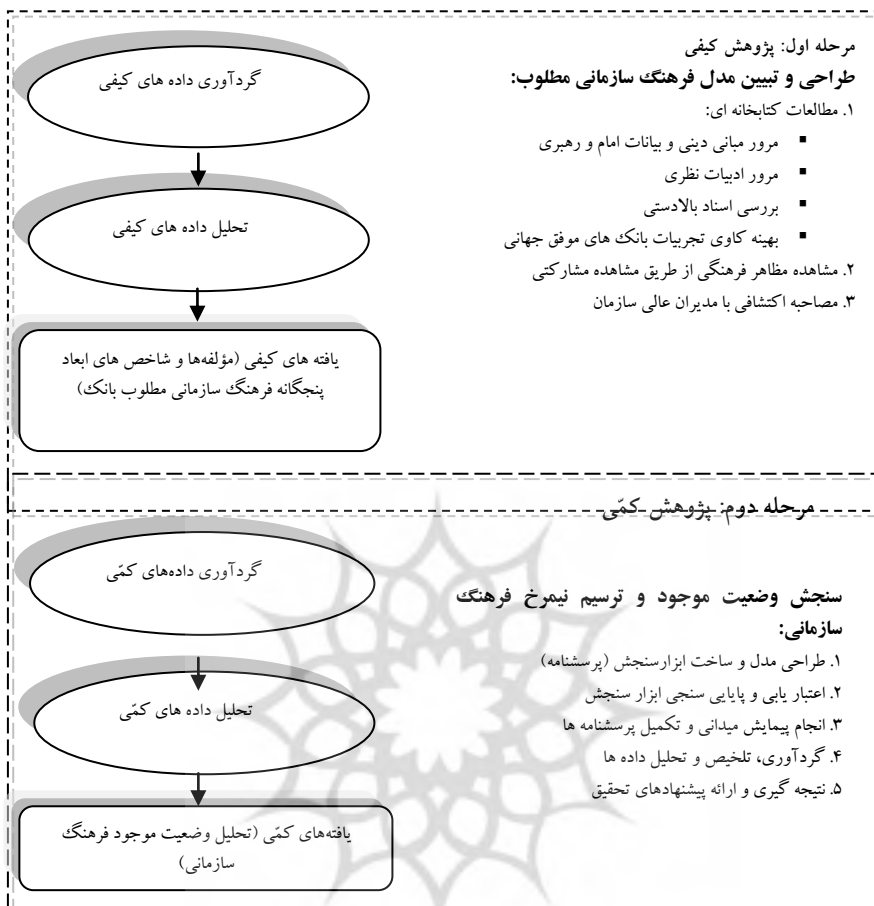 مرحله اول: پژوهش کیفی
طراحی و تبیین مدل فرهنگ سازمانی مطلوب:
۱. مطالعات کتابخانه ای:
▪ مرور مبانی دینی و بیانات امام و رهبری
▪ مرور ادبیات نظری
▪ بررسی اسناد بالادستی
▪ بهینه کاوی تجربیات بانک های موفق جهانی
۲. مشاهده مظاهر فرهنگی از طریق مشاهده مشارکتی
۳. مصاحبه اکتشافی با مدیران عالی سازمان
گردآوری داده های کیفی
تحلیل داده های کیفی
یافته های کیفی (مؤلفه‌ها و شاخص های ابعاد
پنجگانه فرهنگ سازمانی مطلوب بانک)
مرحله دوم: پژوهش کمّی
سنجش وضعیت موجود و ترسیم نیمرخ فرهنگ
سازمانی:
۱. طراحی مدل و ساخت ابزارسنجش (پرسشنامه)
۲. اعتبار یابی و پایایی سنجی ابزار سنجش
۳. انجام پیمایش میدانی و تکمیل پرسشنامه ها
۴. گردآوری، تلخیص و تحلیل داده ها
۵. نتیجه گیری و ارائه پیشنهادهای تحقیق
گردآوری داده‌های کمّی
تحلیل داده های کمّی
یافته‌های کمّی (تحلیل وضعیت موجود فرهنگ
سازمانی)